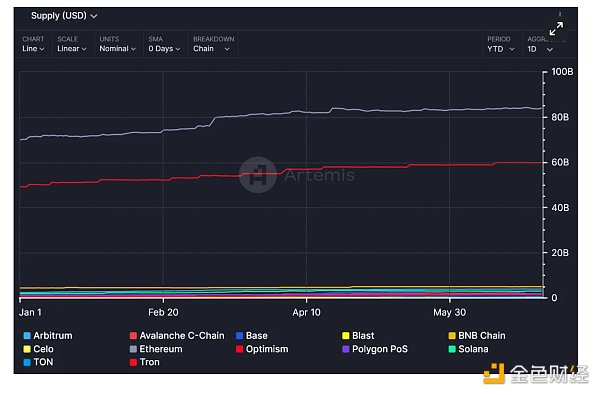 Supply (USD)
CHART SCALE UNITS SMA BREAKDOWN PERIOD
Line Linear Nominal 0 Days Chain YTD 1D
100B
80B
Artemis
60B
40B
20B
0
Jan 1 Feb 20 Apr 10 May 30
Arbitrum Avalanche C-Chain Base Blast BNB Chain
Celo Ethereum Optimism Polygon PoS Solana
TON Tron
金色财经